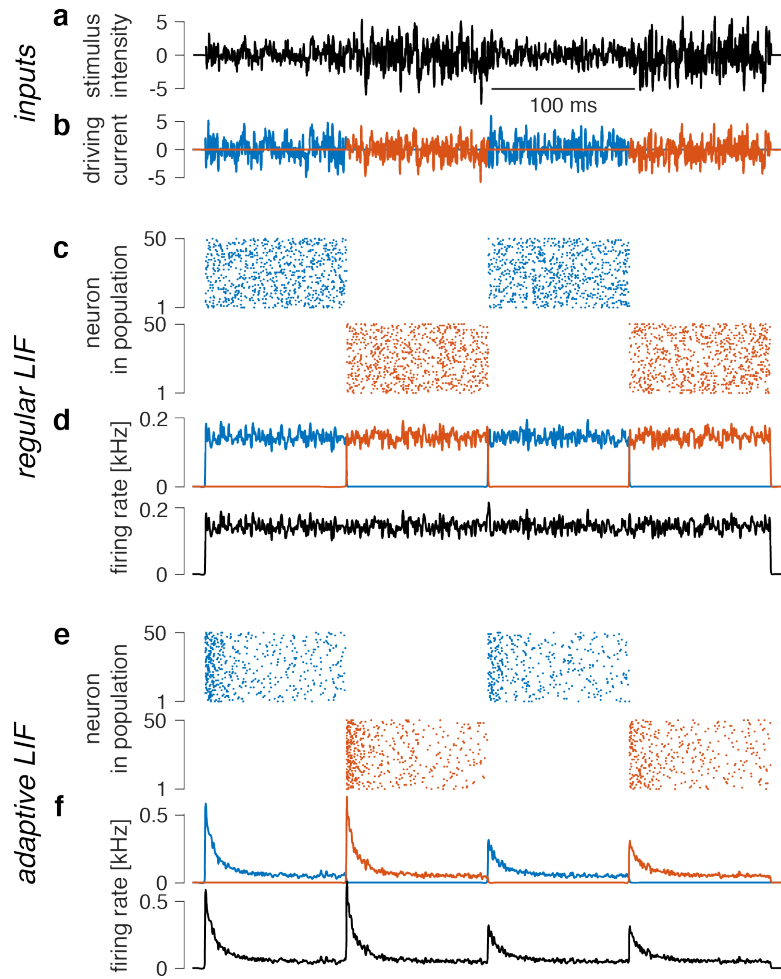 a
inputs
stimulus
intensity
5
0
-5
100 ms
b
driving
current
5
0
-5
regular LIF
c
neuron
in population
50
1
50
1
d
firing rate [kHz]
0.2
0
0.2
0
adaptive LIF
e
neuron
in population
50
1
50
1
f
firing rate [kHz]
0.5
0
0.5
0